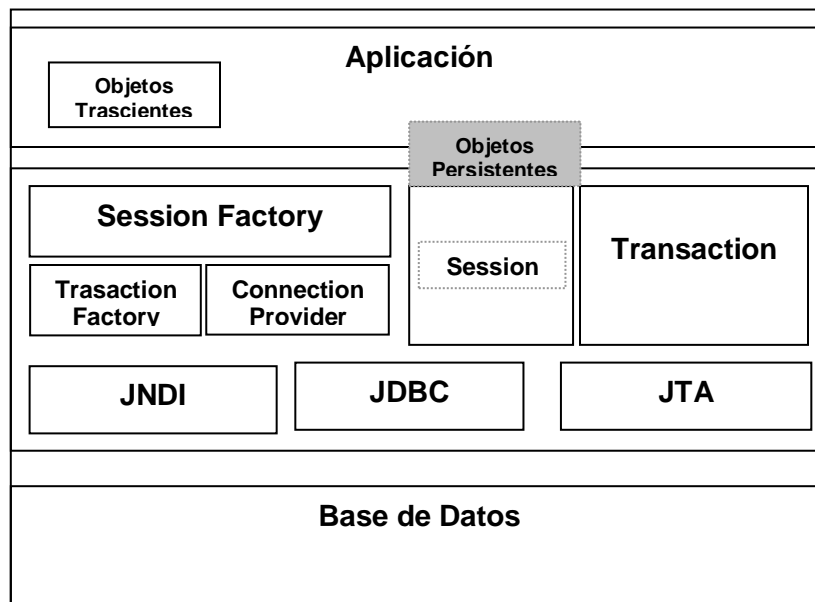 Aplicación
Objetos
Trascientes
Objetos
Persistentes
Session Factory
Session
Transaction
Trasaction
Factory
Connection
Provider
JNDI
JDBC
JTA
Base de Datos